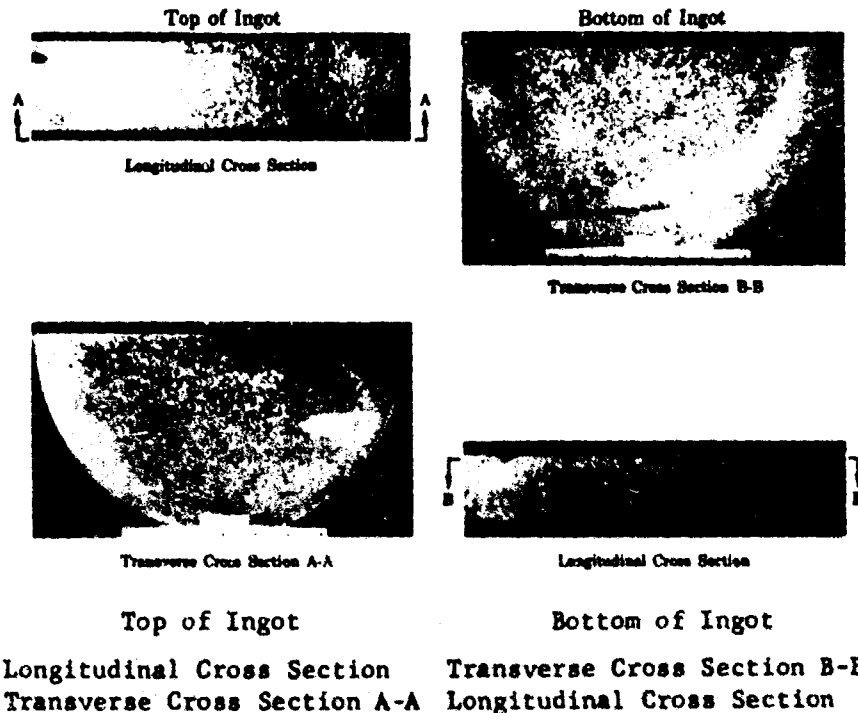 Top of Ingot
Bottom of Ingot
A
A
Longitudinal Cross Section
Transverse Cross Section B-B
B
Transverse Cross Section A-A
Longitudinal Cross Section
Top of Ingot
Bottom of Ingot
Longitudinal Cross Section
Transverse Cross Section B-B
Transverse Cross Section A-A
Longitudinal Cross Section